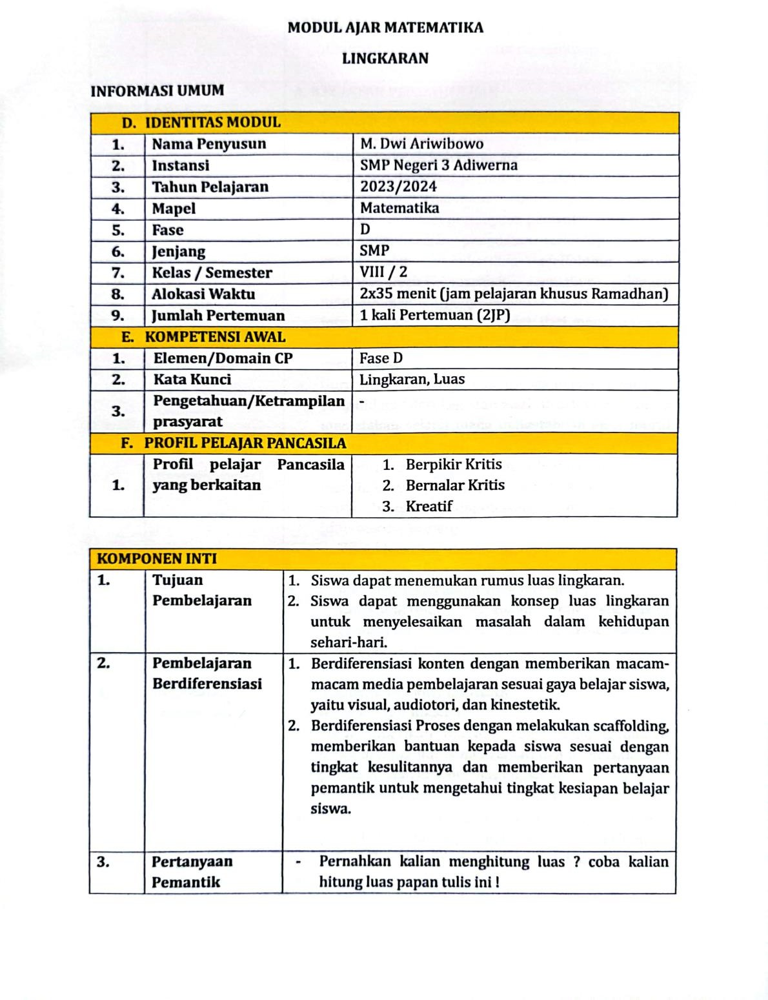 MODUL AJAR MATEMATIKA
LINGKARAN
INFORMASI UMUM
D. IDENTITAS MODUL
1. Nama Penyusun M. Dwi Ariwibowo
2. Instansi SMP Negeri 3 Adiwerna
3. Tahun Pelajaran 2023/2024
4. Mapel Matematika
5. Fase D
6. Jenjang SMP
7. Kelas / Semester VIII / 2
8. Alokasi Waktu 2x35 menit (jam pelajaran khusus Ramadhan)
9. Jumlah Pertemuan 1 kali Pertemuan (2JP)
E. KOMPETENSI AWAL
1. Elemen/Domain CP Fase D
2. Kata Kunci Lingkaran, Luas
3. Pengetahuan/Ketrampilan -
prasyarat
F. PROFIL PELAJAR PANCASILA
1. Profil pelajar Pancasila
yang berkaitan
1. Berpikir Kritis
2. Bernalar Kritis
3. Kreatif
KOMPONEN INTI
1. Tujuan
Pembelajaran
1. Siswa dapat menemukan rumus luas lingkaran.
2. Siswa dapat menggunakan konsep luas lingkaran
untuk menyelesaikan masalah dalam kehidupan
sehari-hari.
2. Pembelajaran
Berdiferensiasi
1. Berdiferensiasi konten dengan memberikan macam-
macam media pembelajaran sesuai gaya belajar siswa,
yaitu visual, audiotori, dan kinestetik.
2. Berdiferensiasi Proses dengan melakukan scaffolding,
memberikan bantuan kepada siswa sesuai dengan
tingkat kesulitannya dan memberikan pertanyaan
pemantik untuk mengetahui tingkat kesiapan belajar
siswa.
3. Pertanyaan
Pemantik
- Pernahkan kalian menghitung luas ? coba kalian
hitung luas papan tulis ini !